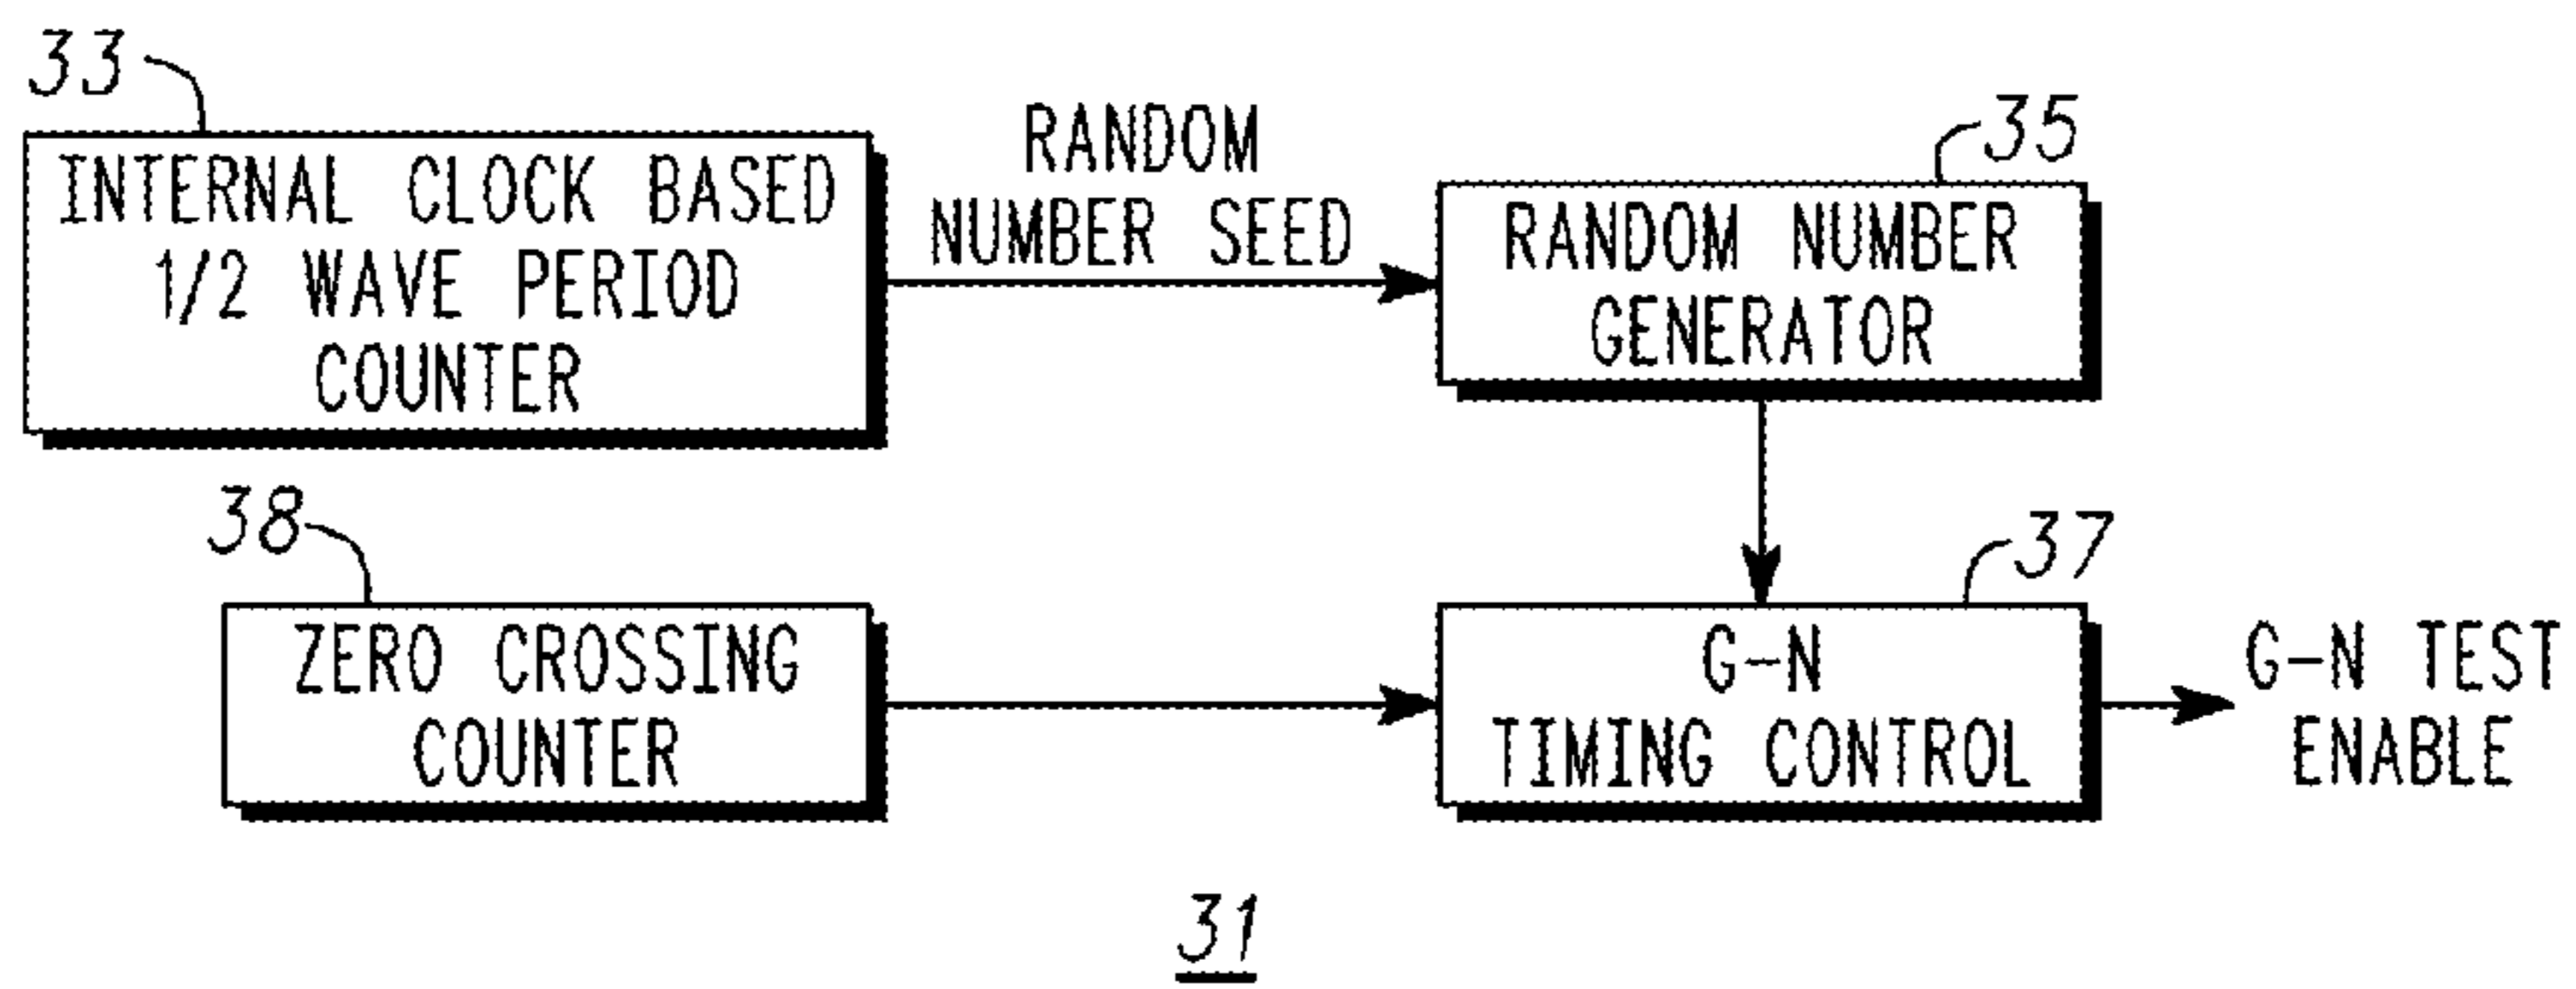 33
INTERNAL CLOCK BASED
1/2 WAVE PERIOD
COUNTER
RANDOM
NUMBER SEED
35
RANDOM NUMBER
GENERATOR
38
ZERO CROSSING
COUNTER
37
G-N
TIMING CONTROL
G-N TEST
ENABLE
31